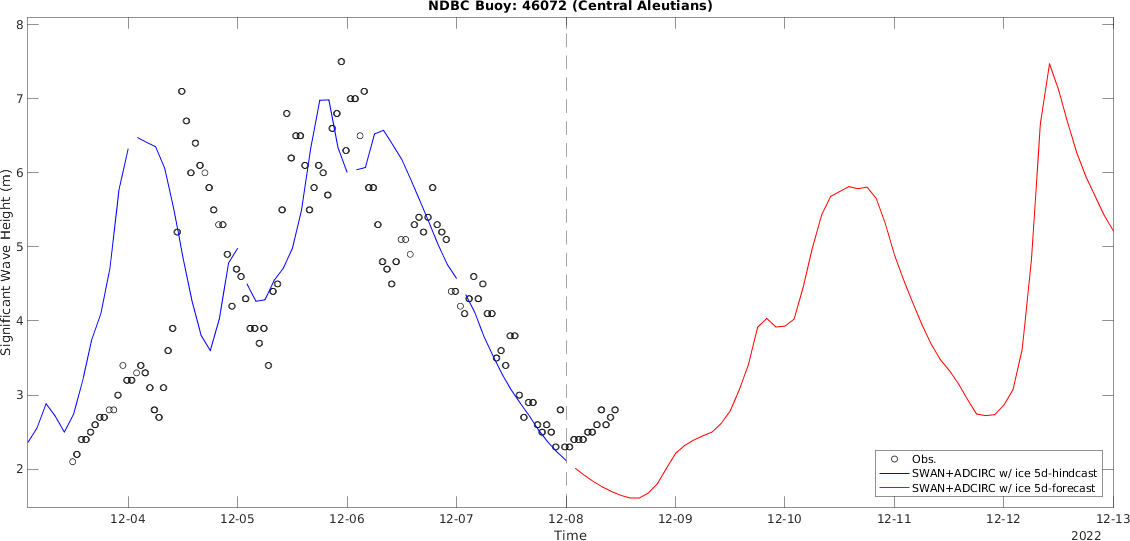 NDBC Buoy: 46072 (Central Aleutians)
8
7
6
5
4
3
2
Significant Wave Height (m)
Obs.
SWAN+ADCIRC w/ ice 5d-hindcast
SWAN+ADCIRC w/ ice 5d-forecast
12-04 12-05 12-06 12-07 12-08 12-09 12-10 12-11 12-12 12-13
Time
2022